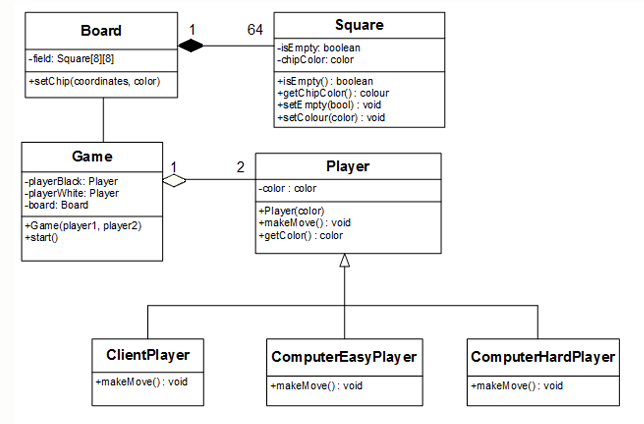 Board
-field: Square[8][8]
+setChip(coordinates, color)
1
64
Square
-isEmpty: boolean
-chipColor: color
+isEmpty() : boolean
+getChipColor() : colour
+setEmpty(bool) : void
+setColour(color) : void
Game
-playerBlack: Player
-playerWhite: Player
-board: Board
+Game(player1, player2)
+start()
1
2
Player
-color : color
+Player(color)
+makeMove() : void
+getColor() : color
ClientPlayer
+makeMove() : void
ComputerEasyPlayer
+makeMove() : void
ComputerHardPlayer
+makeMove() : void